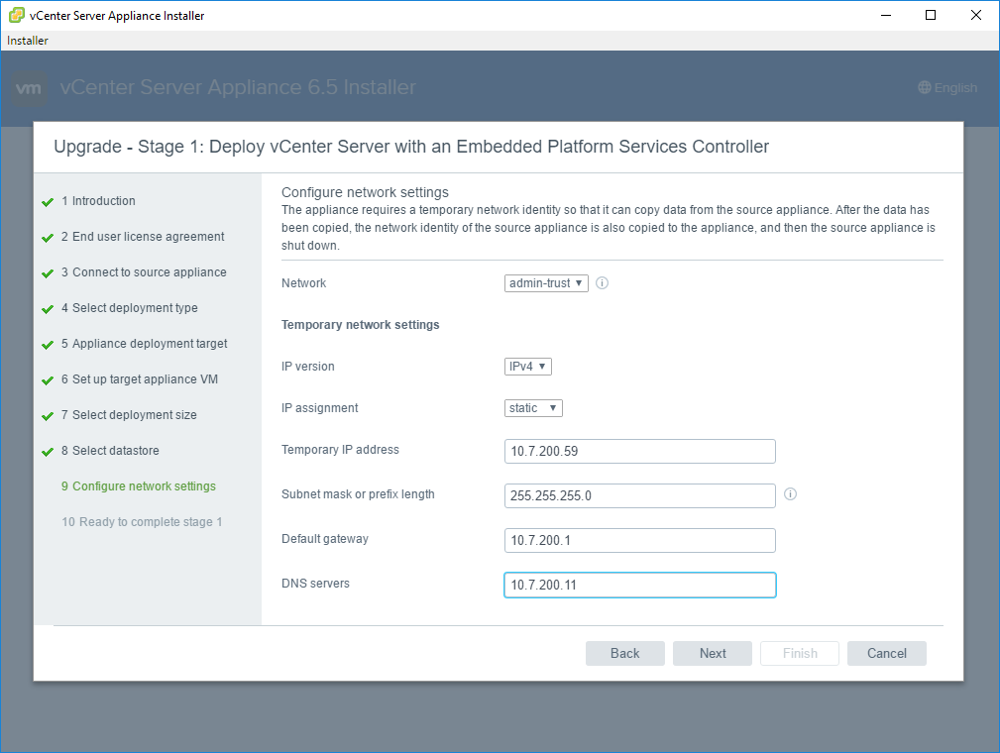 vCenter Server Appliance Installer
Installer
vm vCenter Server Appliance 6.5 Installer
English
Upgrade - Stage 1: Deploy vCenter Server with an Embedded Platform Services Controller
1 Introduction
2 End user license agreement
3 Connect to source appliance
4 Select deployment type
5 Appliance deployment target
6 Set up target appliance VM
7 Select deployment size
8 Select datastore
9 Configure network settings
10 Ready to complete stage 1
Configure network settings
The appliance requires a temporary network identity so that it can copy data from the source appliance. After the data has
been copied, the network identity of the source appliance is also copied to the appliance, and then the source appliance is
shut down.
Network admin-trust
Temporary network settings
IP version IPv4
IP assignment static
Temporary IP address 10.7.200.59
Subnet mask or prefix length 255.255.255.0
Default gateway 10.7.200.1
DNS servers 10.7.200.11
Back Next Finish Cancel